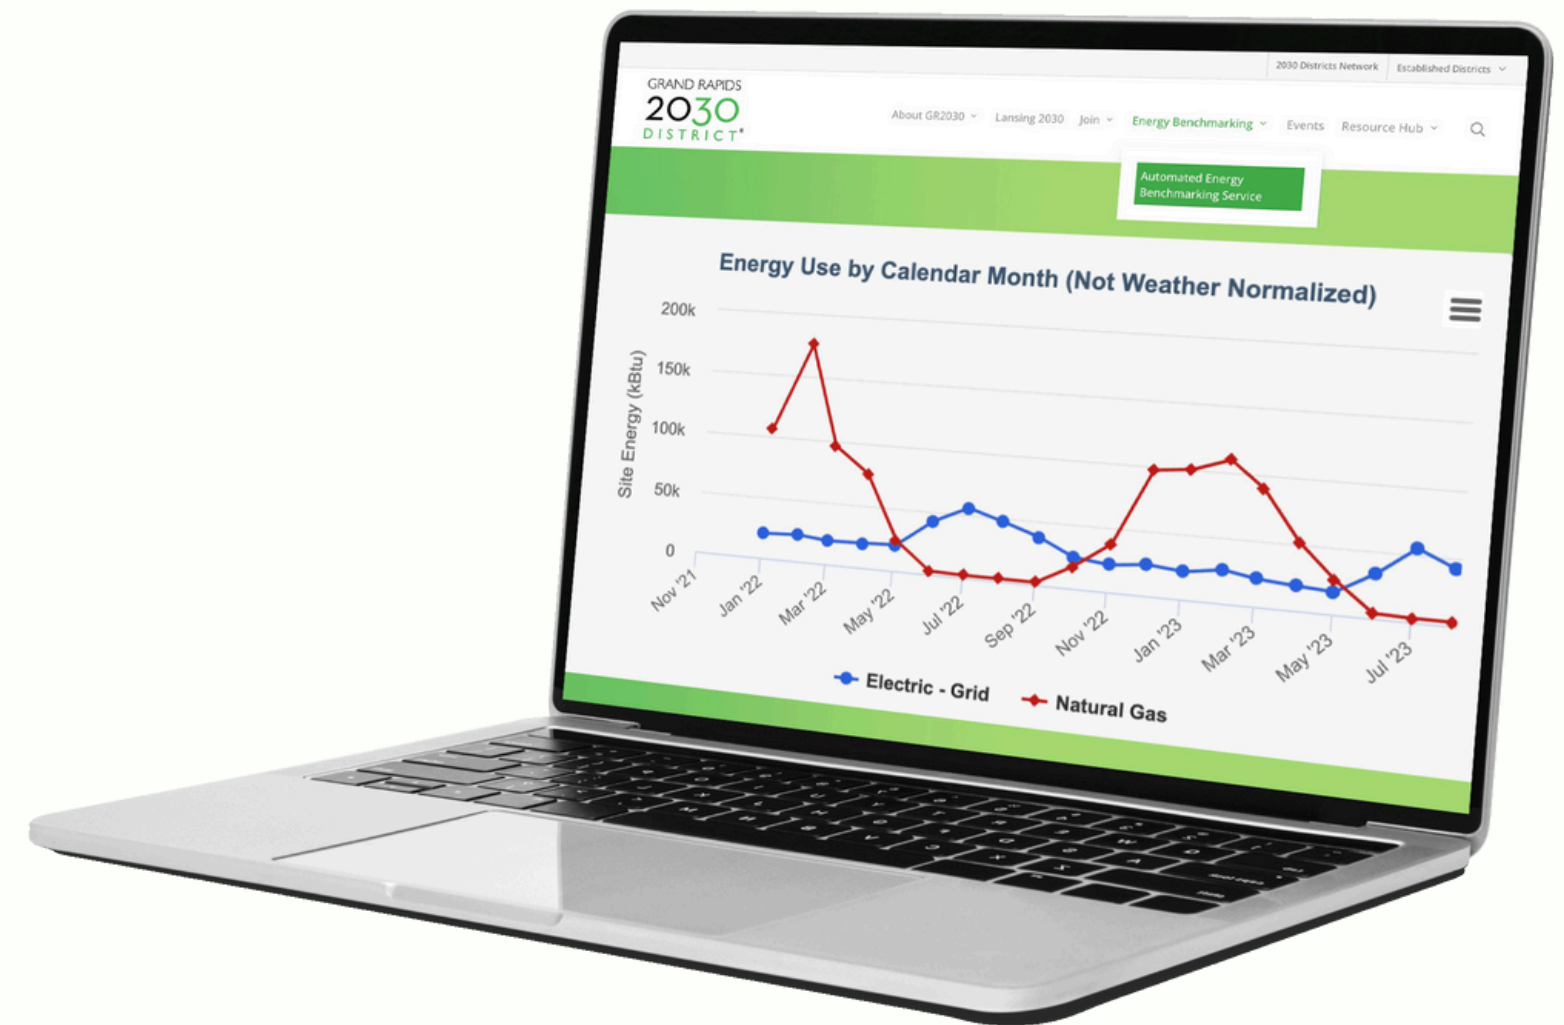 2030 Districts Network
Established Districts
GRAND RAPIDS
2030
DISTRICT®
About GR2030
Lansing 2030
Join
Energy Benchmarking
Events
Resource Hub
Automated Energy
Benchmarking Service
Energy Use by Calendar Month (Not Weather Normalized)
Site Energy (kBtu)
200k
150k
100k
50k
0
Nov '21
Jan '22
Mar '22
May '22
Jul '22
Sep '22
Nov '22
Jan '23
Mar '23
May '23
Jul '23
Electric - Grid
Natural Gas